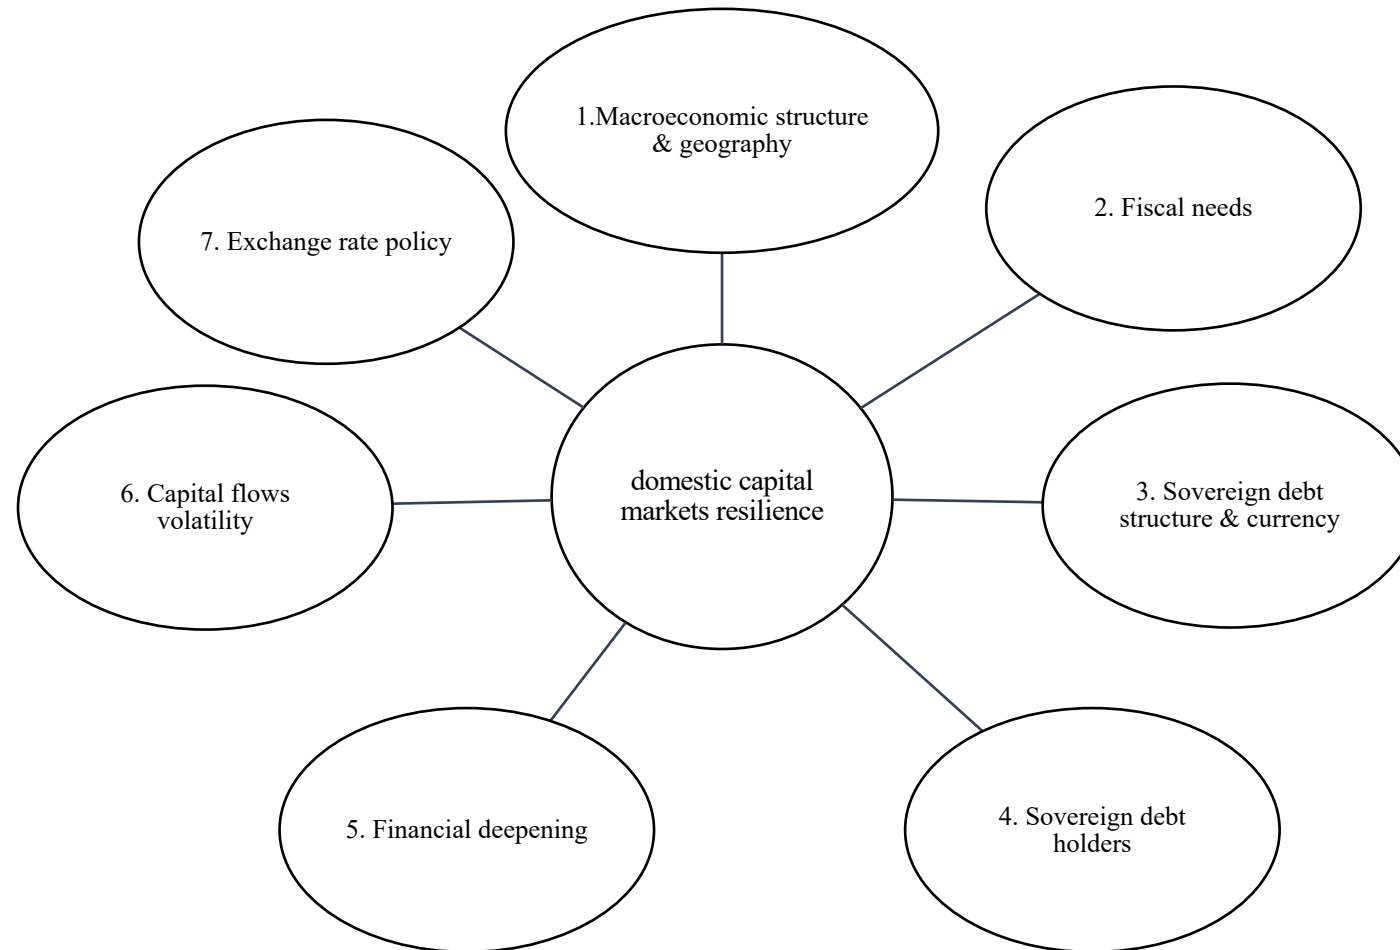 1.Macroeconomic structure
& geography
2. Fiscal needs
7. Exchange rate policy
domestic capital
markets resilience
6. Capital flows
volatility
3. Sovereign debt
structure & currency
5. Financial deepening
4. Sovereign debt
holders